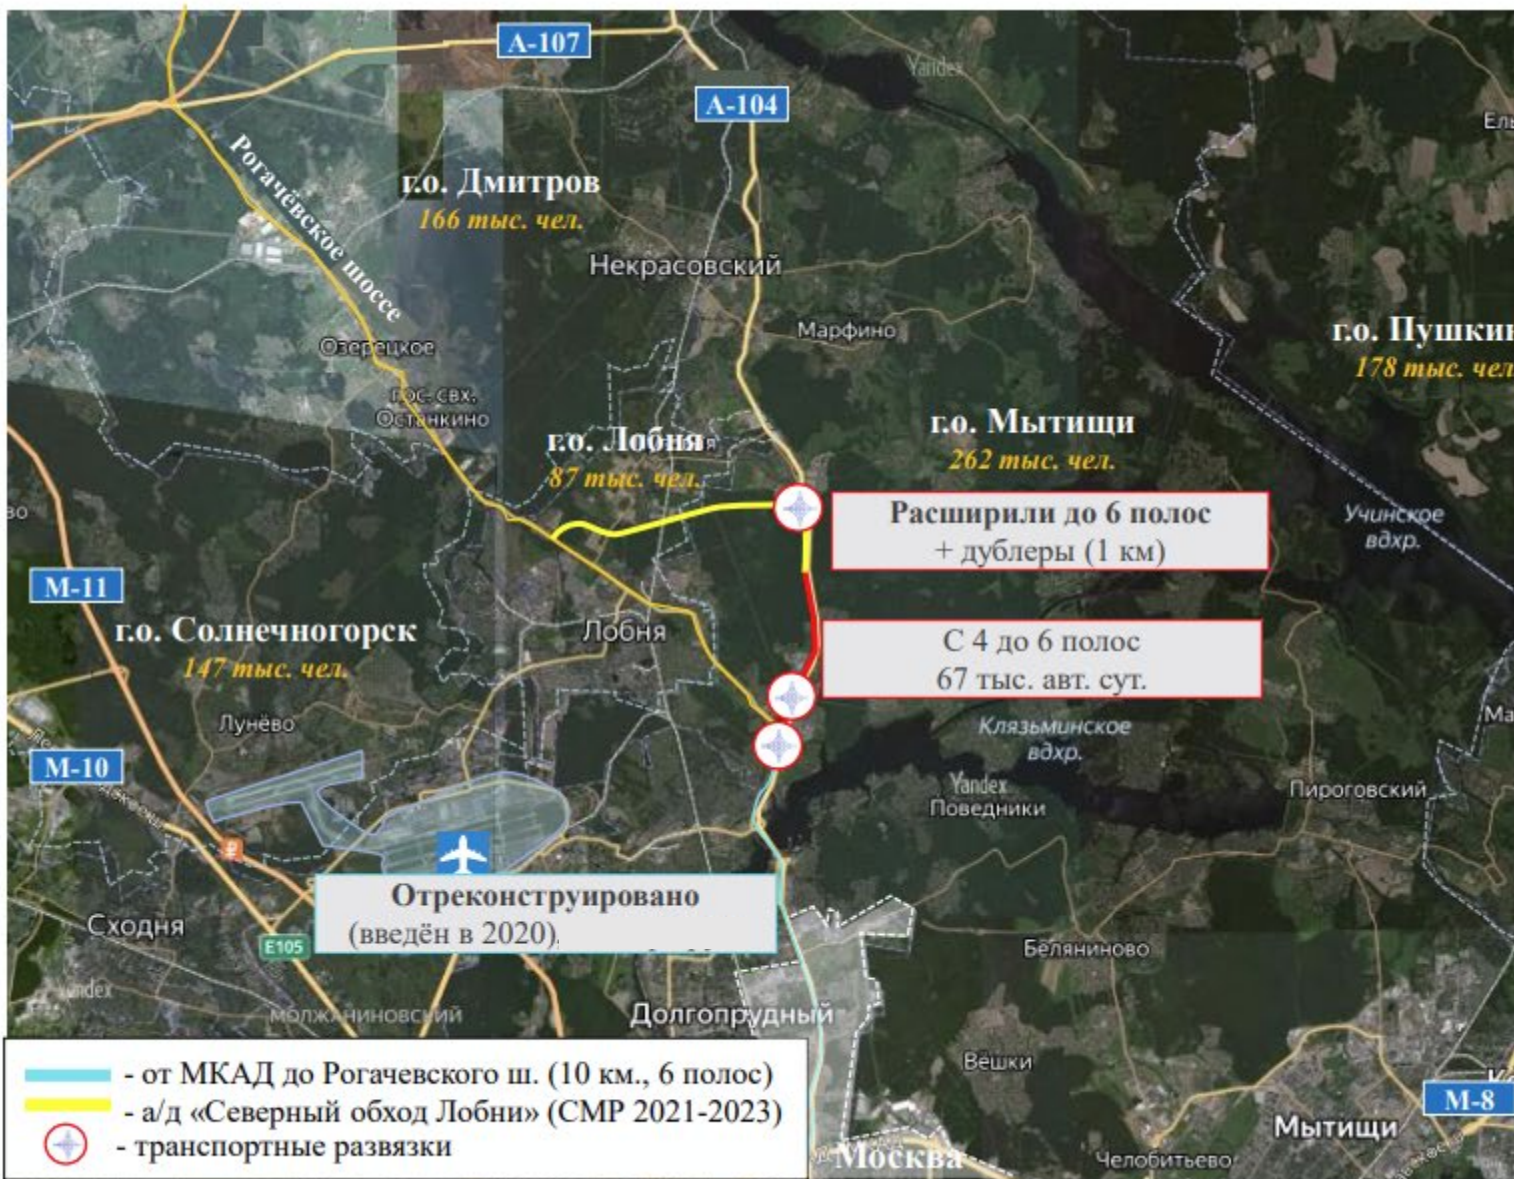 А-107
Yandex
А-104
Рогачёвское шоссе
г.о. Дмитров
166 тыс. чел.
Некрасовский
Марфино
Озерецкое
пос. свх.
Останкино
г.о. Пушкин
178 тыс. чел.
г.о. Лобня
87 тыс. чел.
г.о. Мытищи
262 тыс. чел.
Расширили до 6 полос
+ дублеры (1 км)
Учинское
вдхр.
М-11
г.о. Солнечногорск
147 тыс. чел.
Лобня
С 4 до 6 полос
67 тыс. авт. сут.
Лунёво
Клязьминское
вдхр.
М-10
Yandex
Поведники
Пироговский
Отреконструировано
(введён в 2020)
Сходня
E105
Беляниново
Yandex
молжаниновский
Долгопрудный
Вёшки
- от МКАД до Рогачевского ш. (10 км., 6 полос)
- а/д «Северный обход Лобни» (СМР 2021-2023)
- транспортные развязки
М-8
Мытищи
Москва
Челобитьево